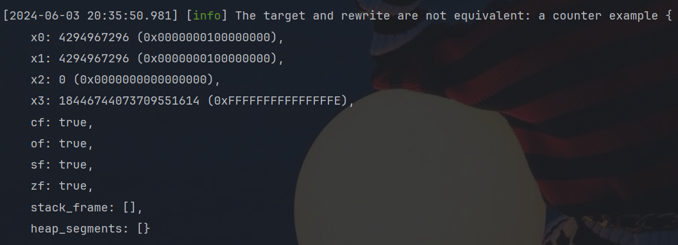 [2024-06-03 20:35:50.981] [info] The target and rewrite are not equivalent: a counter example {
x0: 4294967296 (0x0000000100000000),
x1: 4294967296 (0x0000000100000000),
x2: 0 (0x0000000000000000),
x3: 18446744073709551614 (0xFFFFFFFFFFFFFFFE),
cf: true,
of: true,
sf: true,
zf: true,
stack_frame: [],
heap_segments: [}